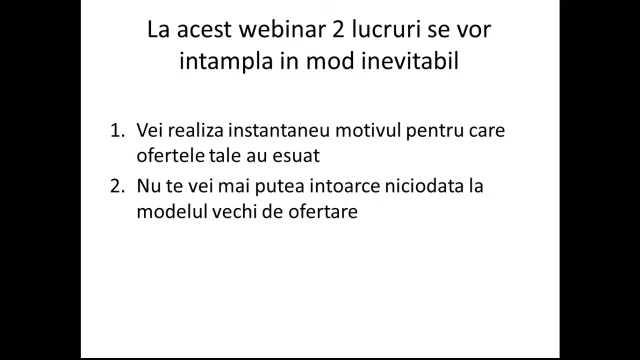 La acest webinar 2 lucruri se vor
intampla in mod inevitabil
1. Vei realiza instantaneu motivul pentru care
ofertele tale au esuat
2. Nu te vei mai putea intoarce niciodata la
modelul vechi de ofertare